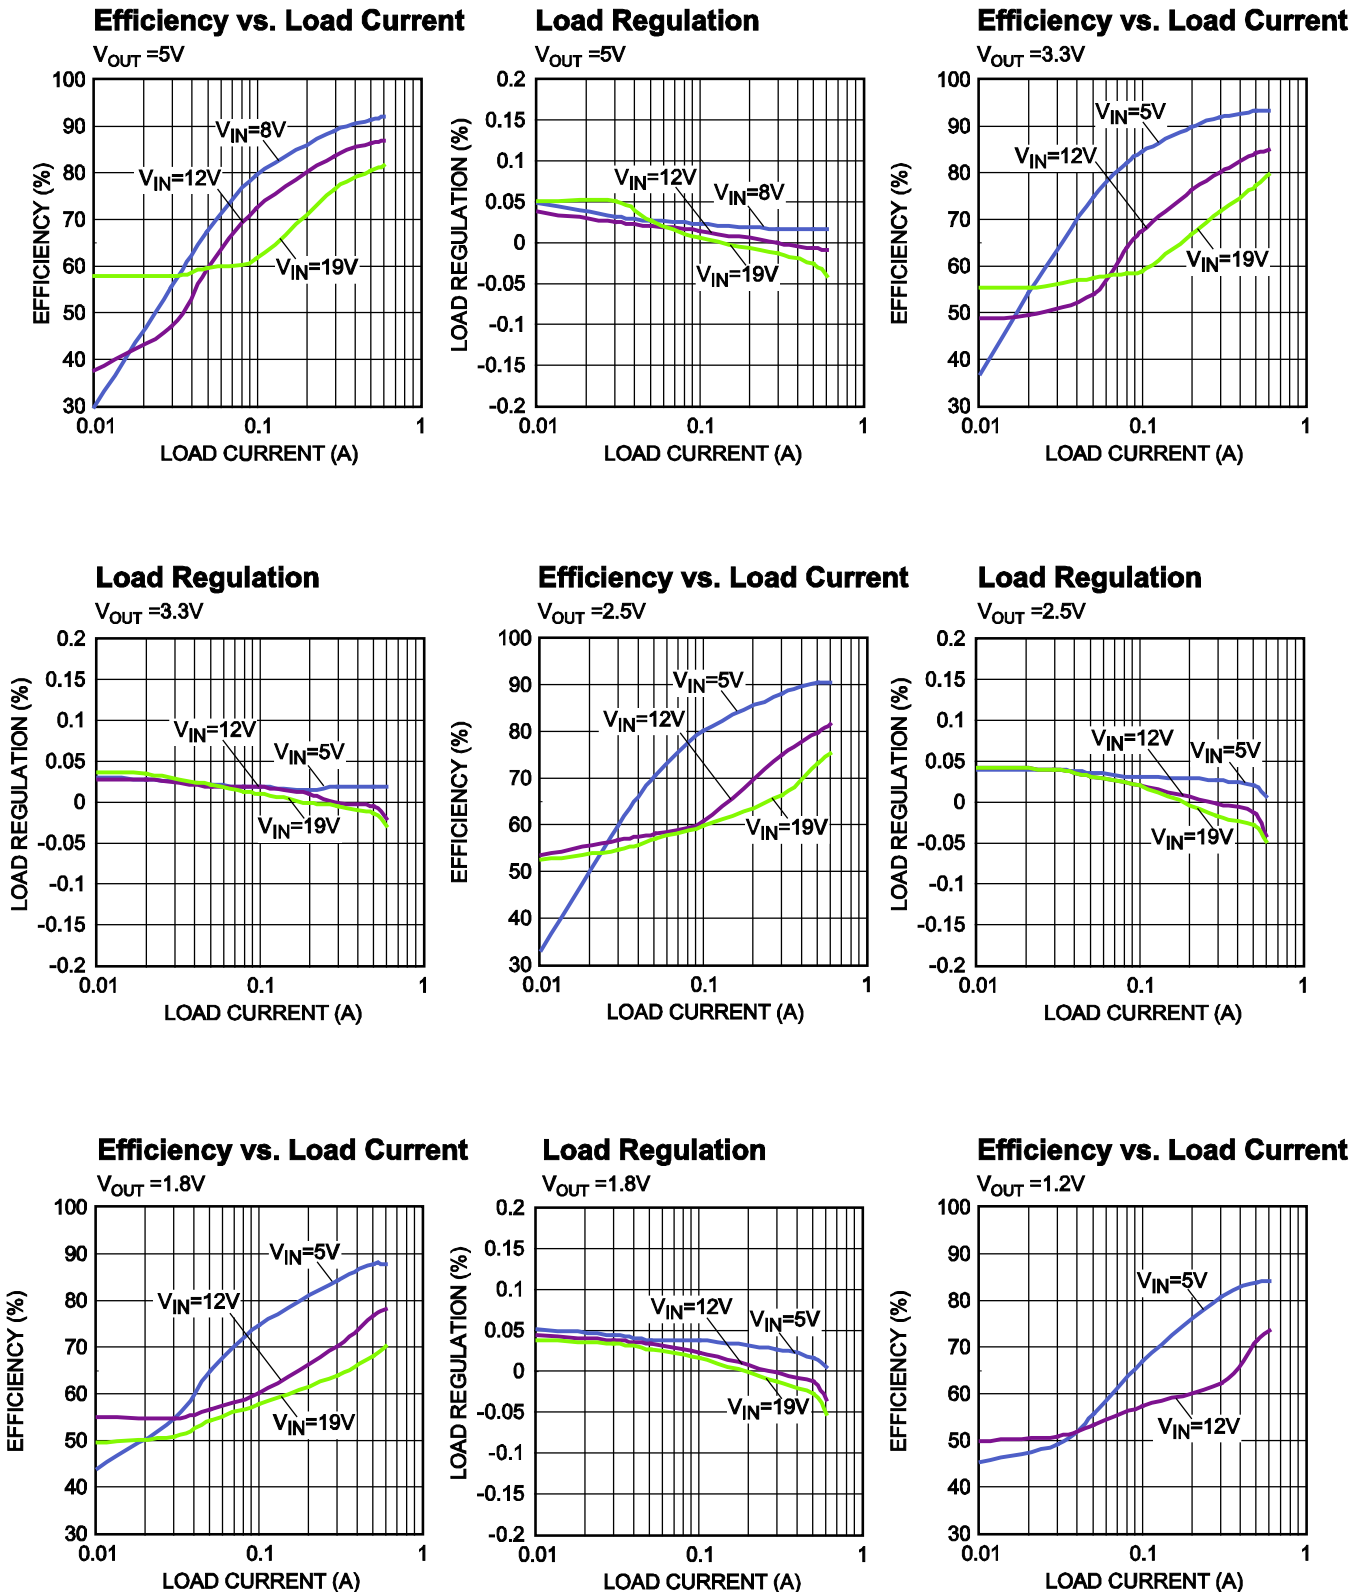 Efficiency vs. Load Current
VOUT =5V
100
90
80
70
60
50
40
30
EFFICIENCY (%)
VIN=8V
VIN=12V
VIN=19V
0.01
0.1
1
LOAD CURRENT (A)
Load Regulation
VOUT =5V
0.2
0.15
0.1
0.05
0
-0.05
-0.1
-0.15
-0.2
LOAD REGULATION (%)
VIN=12V
VIN=8V
VIN=19V
0.01
0.1
1
LOAD CURRENT (A)
Efficiency vs. Load Current
VOUT =3.3V
100
90
80
70
60
50
40
30
EFFICIENCY (%)
VIN=5V
VIN=12V
VIN=19V
0.01
0.1
1
LOAD CURRENT (A)
Load Regulation
VOUT =3.3V
0.2
0.15
0.1
0.05
0
-0.05
-0.1
-0.15
-0.2
LOAD REGULATION (%)
VIN=12V
VIN=5V
VIN=19V
0.01
0.1
1
LOAD CURRENT (A)
Efficiency vs. Load Current
VOUT =2.5V
100
90
80
70
60
50
40
30
EFFICIENCY (%)
VIN=5V
VIN=12V
VIN=19V
0.01
0.1
1
LOAD CURRENT (A)
Load Regulation
VOUT =2.5V
0.2
0.15
0.1
0.05
0
-0.05
-0.1
-0.15
-0.2
LOAD REGULATION (%)
VIN=12V
VIN=5V
VIN=19V
0.01
0.1
1
LOAD CURRENT (A)
Efficiency vs. Load Current
VOUT =1.8V
100
90
80
70
60
50
40
30
EFFICIENCY (%)
VIN=5V
VIN=12V
VIN=19V
0.01
0.1
1
LOAD CURRENT (A)
Load Regulation
VOUT =1.8V
0.2
0.15
0.1
0.05
0
-0.05
-0.1
-0.15
-0.2
LOAD REGULATION (%)
VIN=12V
VIN=5V
VIN=19V
0.01
0.1
1
LOAD CURRENT (A)
Efficiency vs. Load Current
VOUT =1.2V
100
90
80
70
60
50
40
30
EFFICIENCY (%)
VIN=5V
VIN=12V
0.01
0.1
1
LOAD CURRENT (A)